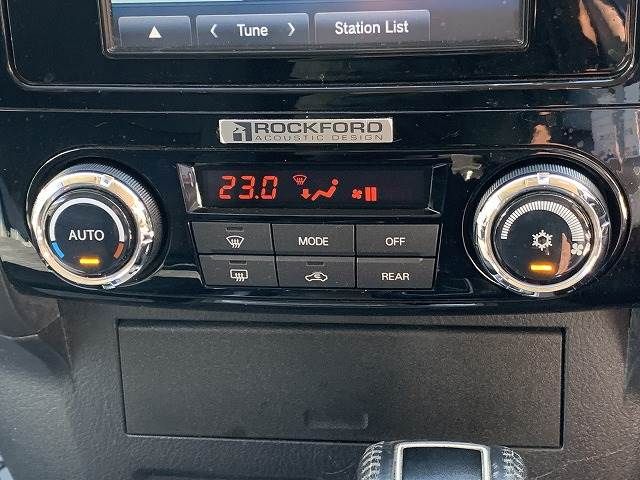 Tune
Station List
ROCKFORD
ACOUSTIC DESIGN
23.0
AUTO
MODE
OFF
REAR